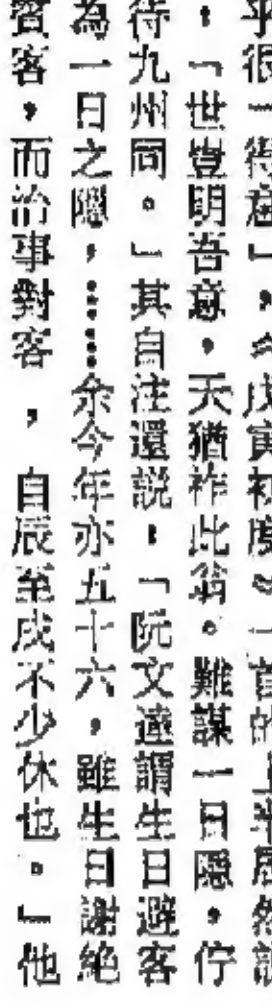 乎很「得意」，《戊寅初度》一首的上半居然說
：「世豈明吾意，天猶祚此翁。難謀一日隱，佇
待九州同。」其自注還說：「阮文達謂生日避客
為一日之隱，……余今年亦五十六，雖生日謝絕
賓客，而治事對客，自辰至戌不少休也。」他